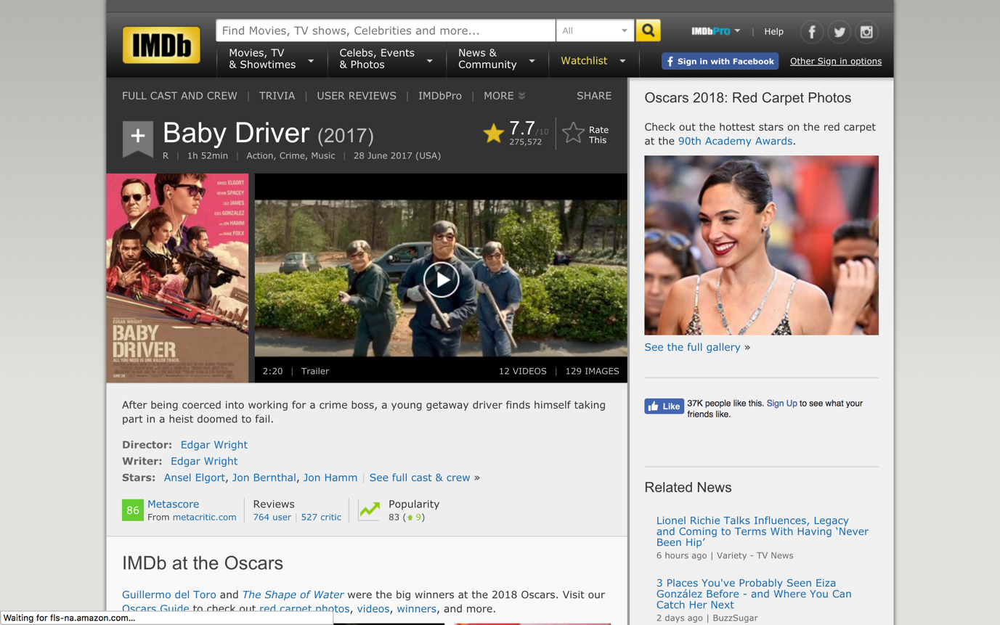 IMDb
Find Movies, TV shows, Celebrities and more...
All
IMDbPro
|
Help
Movies, TV
& Showtimes
Celebs, Events
& Photos
News &
Community
Watchlist
f Sign in with Facebook
Other Sign in options
FULL CAST AND CREW | TRIVIA | USER REVIEWS | IMDbPro | MORE
SHARE
+
Baby Driver (2017)
R | 1h 52min | Action, Crime, Music | 28 June 2017 (USA)
7.7/10
275,572
Rate
This
ANSEL ELGORT
KEVIN SPACEY
LILY JAMES
EIZA GONZALEZ
JON HAMM
JAMIE FOXX
EDGAR WRIGHT
BABY
DRIVER
ALL YOU NEED IS ONE KILLER TRACK.
2:20 | Trailer
12 VIDEOS | 129 IMAGES
After being coerced into working for a crime boss, a young getaway driver finds himself taking
part in a heist doomed to fail.
Director: Edgar Wright
Writer: Edgar Wright
Stars: Ansel Elgort, Jon Bernthal, Jon Hamm | See full cast & crew »
86
Metascore
From metacritic.com
Reviews
764 user | 527 critic
Popularity
83 (9)
IMDb at the Oscars
Guillermo del Toro and The Shape of Water were the big winners at the 2018 Oscars. Visit our
Oscars Guide to check out red carpet photos, videos, winners, and more.
Waiting for fls-na.amazon.com...
Oscars 2018: Red Carpet Photos
Check out the hottest stars on the red carpet
at the 90th Academy Awards.
See the full gallery »
Like
37K people like this. Sign Up to see what your
friends like.
Related News
Lionel Richie Talks Influences, Legacy
and Coming to Terms With Having ‘Never
Been Hip’
6 hours ago | Variety - TV News
3 Places You've Probably Seen Eiza
González Before - and Where You Can
Catch Her Next
2 days ago | BuzzSugar